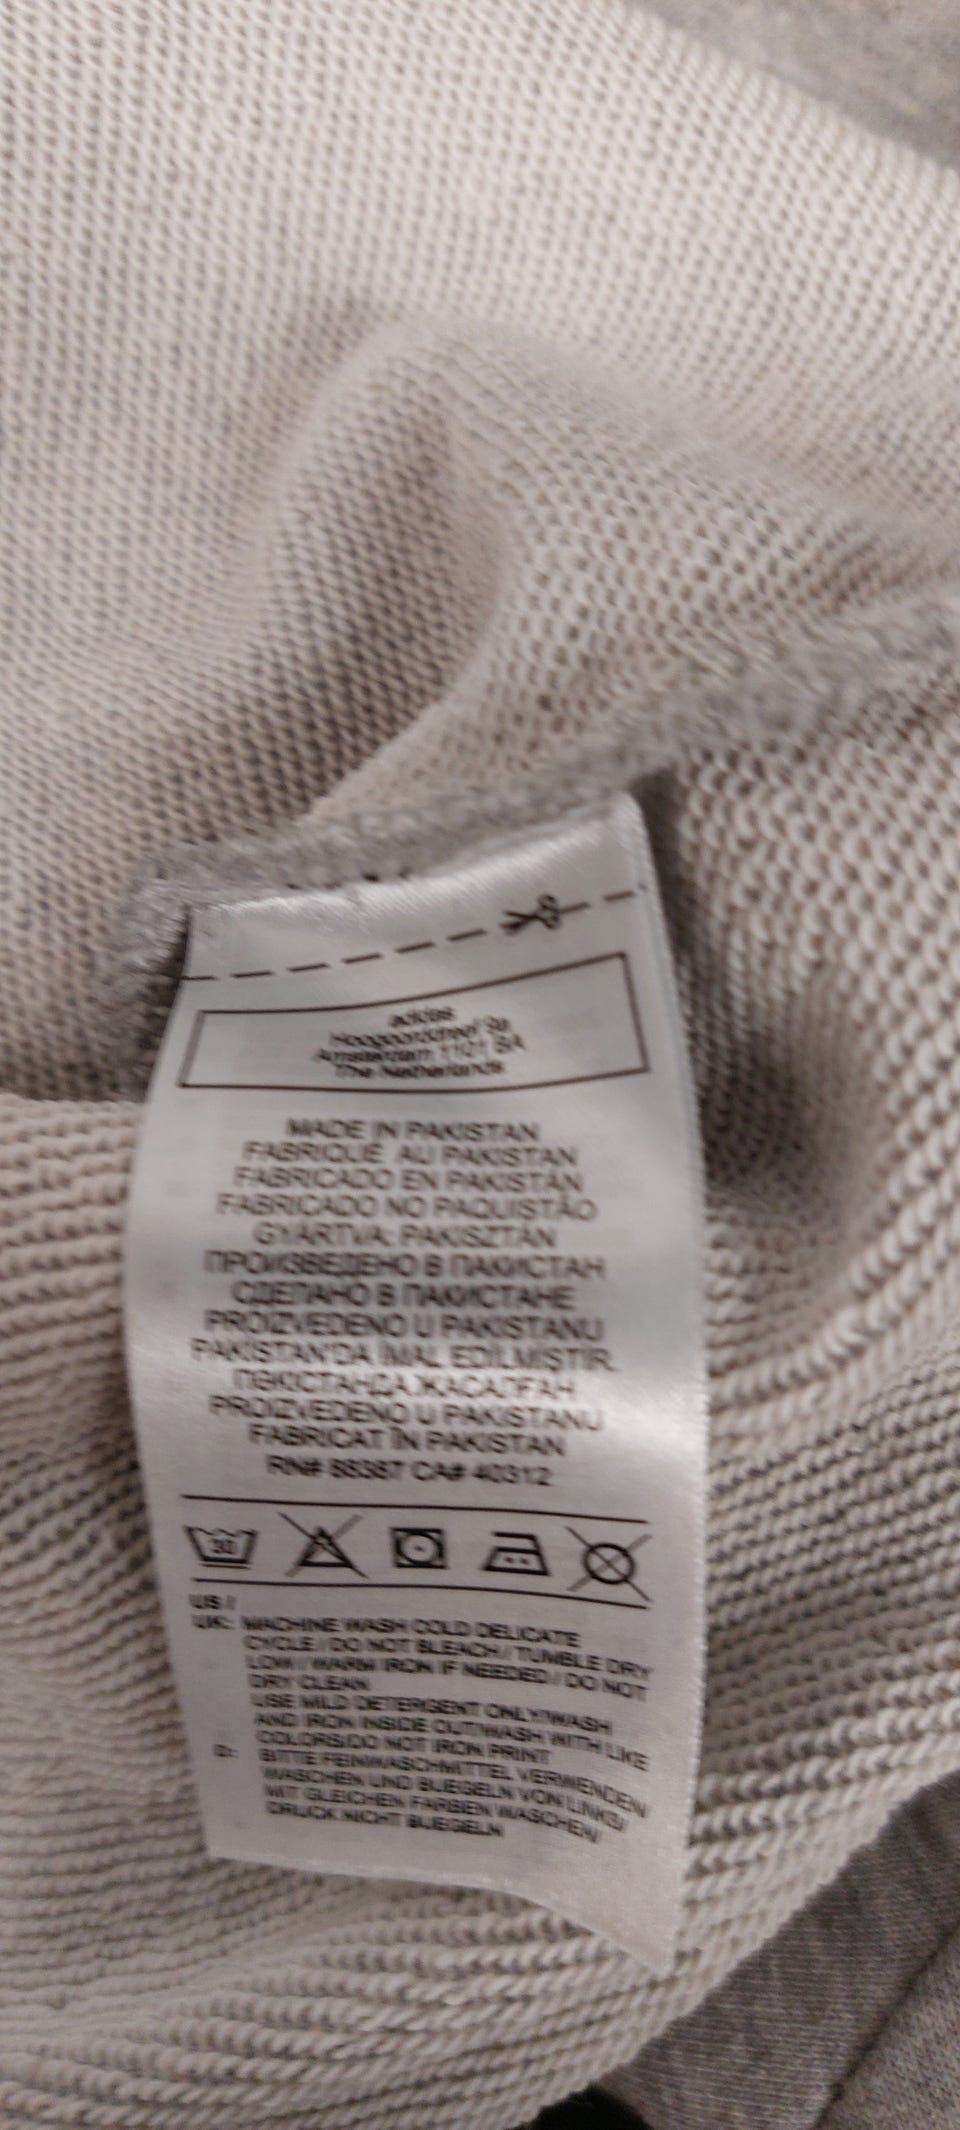 adidas
Hoogoorddreef 9a
Amsterdam 1101 BA
The Netherlands
MADE IN PAKISTAN
FABRIQUÉ AU PAKISTAN
FABRICADO EN PAKISTAN
FABRICADO NO PAQUISTÃO
GYÁRTVA: PAKISZTÁN
ПРОИЗВЕДЕНО В ПАКИСТАН
СДЕЛАНО В ПАКИСТАНЕ
PROIZVEDENO U PAKISTANU
PAKİSTAN'DA İMAL EDİLMİŞTİR.
ПӘКІСТАНДА ЖАСАЛҒАН
PROIZVEDENO U PAKISTANU
FABRICAT ÎN PAKISTAN
RN# 88387 CA# 40312
30
US /
UK: MACHINE WASH COLD DELICATE
CYCLE / DO NOT BLEACH / TUMBLE DRY
LOW / WARM IRON IF NEEDED / DO NOT
DRY CLEAN
USE MILD DETERGENT ONLY/WASH
AND IRON INSIDE OUT/WASH WITH LIKE
COLORS/DO NOT IRON PRINT
D: BITTE FEINWASCHMITTEL VERWENDEN/
WASCHEN UND BUEGELN VON LINKS/
MIT GLEICHEN FARBEN WASCHEN/
DRUCK NICHT BUEGELN